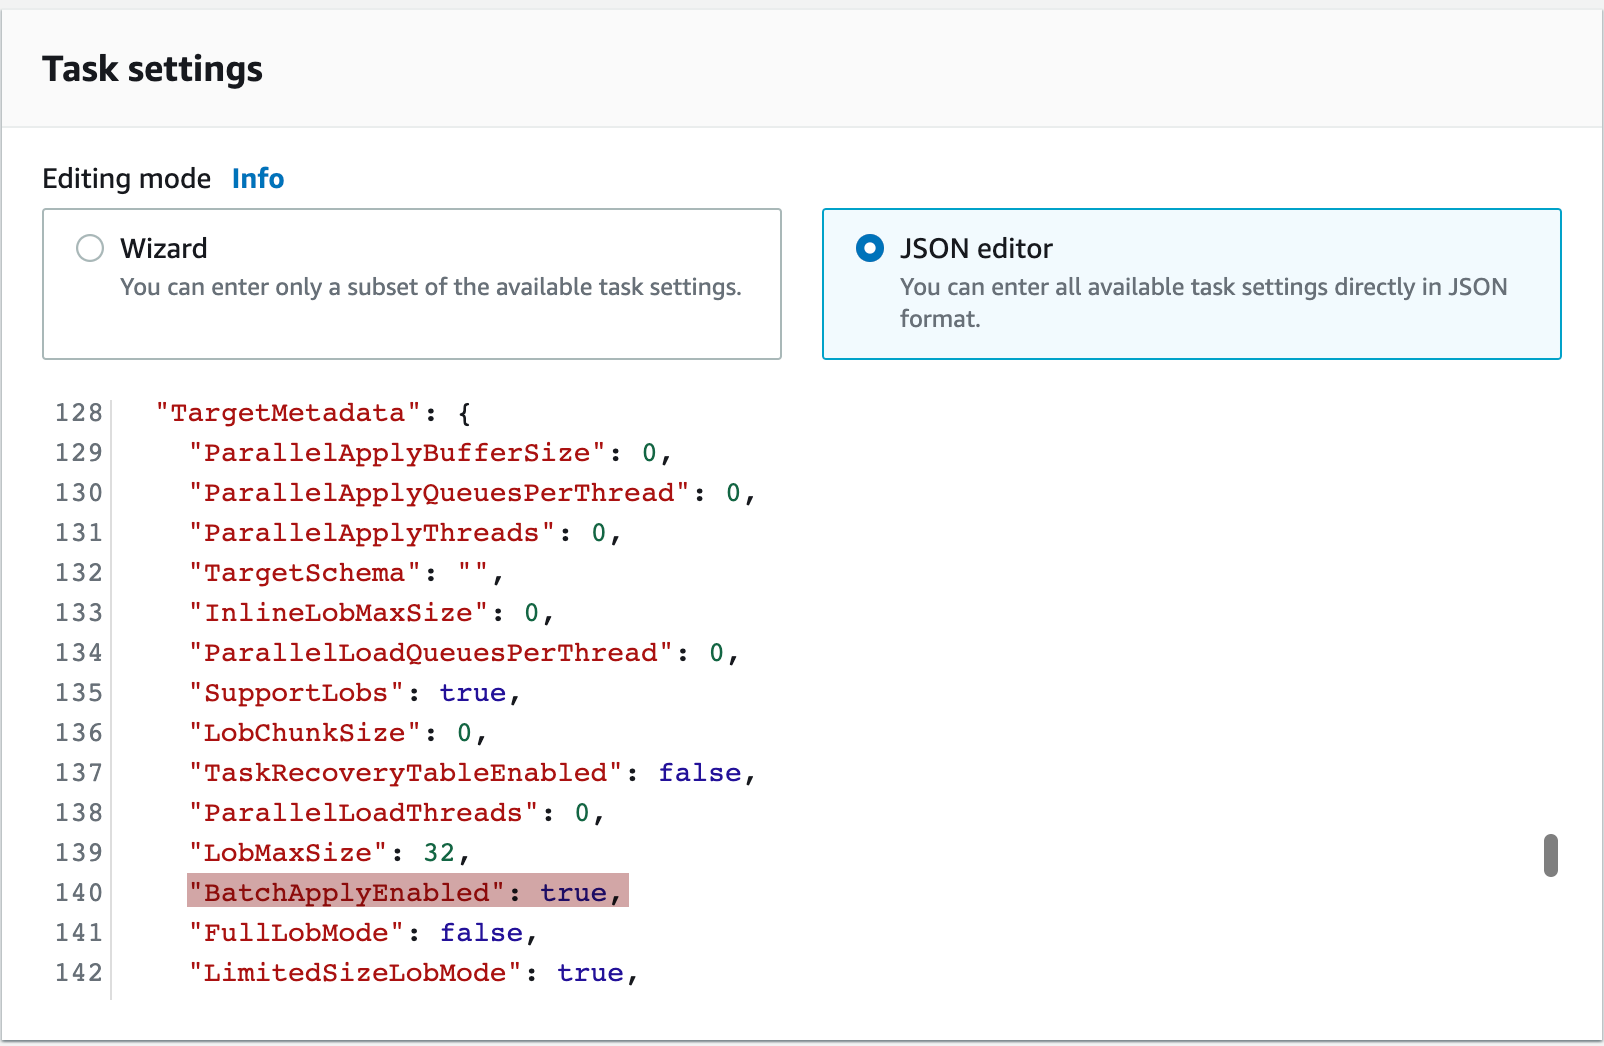 Task settings
Editing mode Info
Wizard
You can enter only a subset of the available task settings.
JSON editor
You can enter all available task settings directly in JSON
format.
128 "TargetMetadata": {
129 "ParallelApplyBufferSize": 0,
130 "ParallelApplyQueuesPerThread": 0,
131 "ParallelApplyThreads": 0,
132 "TargetSchema": "",
133 "InlineLobMaxSize": 0,
134 "ParallelLoadQueuesPerThread": 0,
135 "SupportLobs": true,
136 "LobChunkSize": 0,
137 "TaskRecoveryTableEnabled": false,
138 "ParallelLoadThreads": 0,
139 "LobMaxSize": 32,
140 "BatchApplyEnabled": true,
141 "FullLobMode": false,
142 "LimitedSizeLobMode": true,